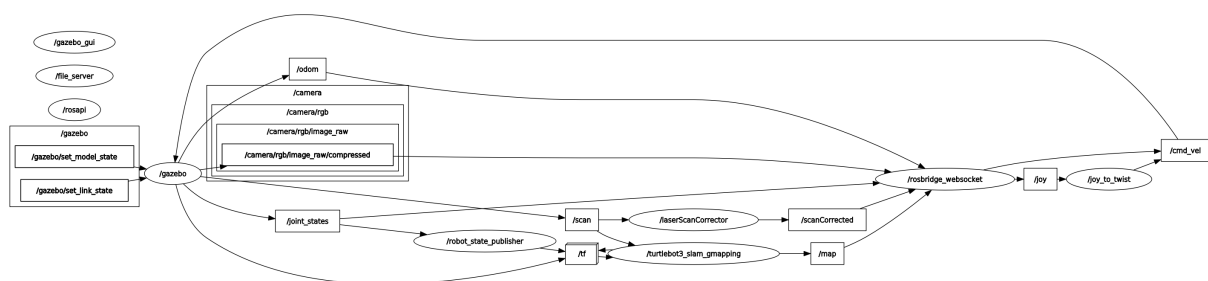 /gazebo_gui
/file_server
/rosapi
/gazebo
/gazebo/set_model_state
/gazebo/set_link_state
/gazebo
/odom
/camera
/camera/rgb
/camera/rgb/image_raw
/camera/rgb/image_raw/compressed
/joint_states
/robot_state_publisher
/scan
/tf
/laserScanCorrector
/turtlebot3_slam_gmapping
/scanCorrected
/map
/rosbridge_websocket
/joy
/joy_to_twist
/cmd_vel